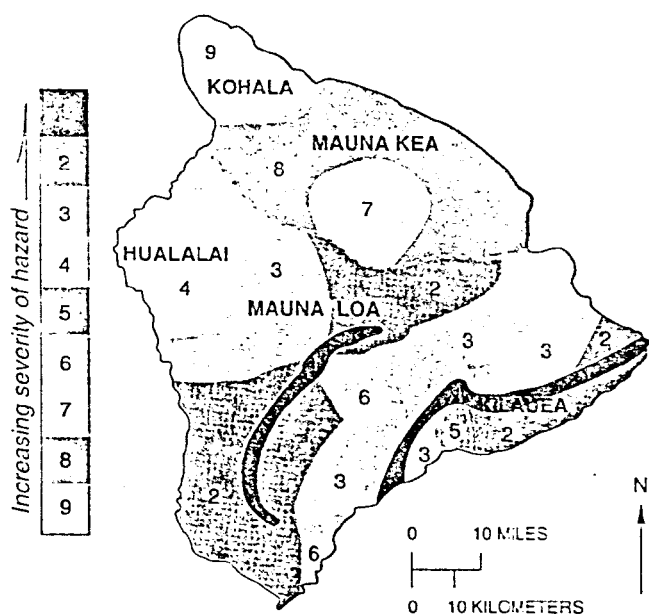 9
KOHALA
MAUNA KEA
8
7
HUALALAI
4
3
2
MAUNA LOA
3
3
2
6
KILAUEA
5
2
3
3
2
6
Increasing severity of hazard
2
3
4
5
6
7
8
9
N
0 10 MILES
0 10 KILOMETERS